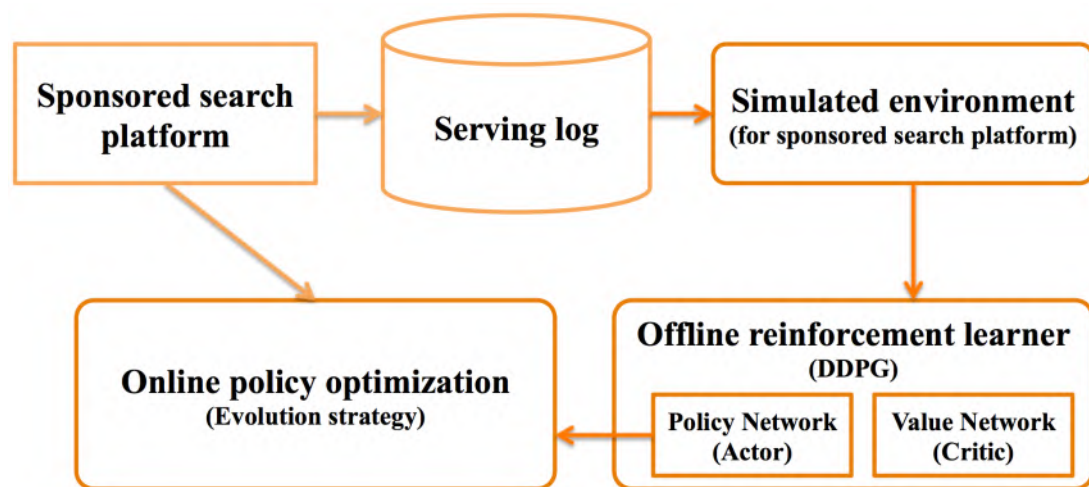 Sponsored search
platform
Serving log
Simulated environment
(for sponsored search platform)
Online policy optimization
(Evolution strategy)
Offline reinforcement learner
(DDPG)
Policy Network
(Actor)
Value Network
(Critic)